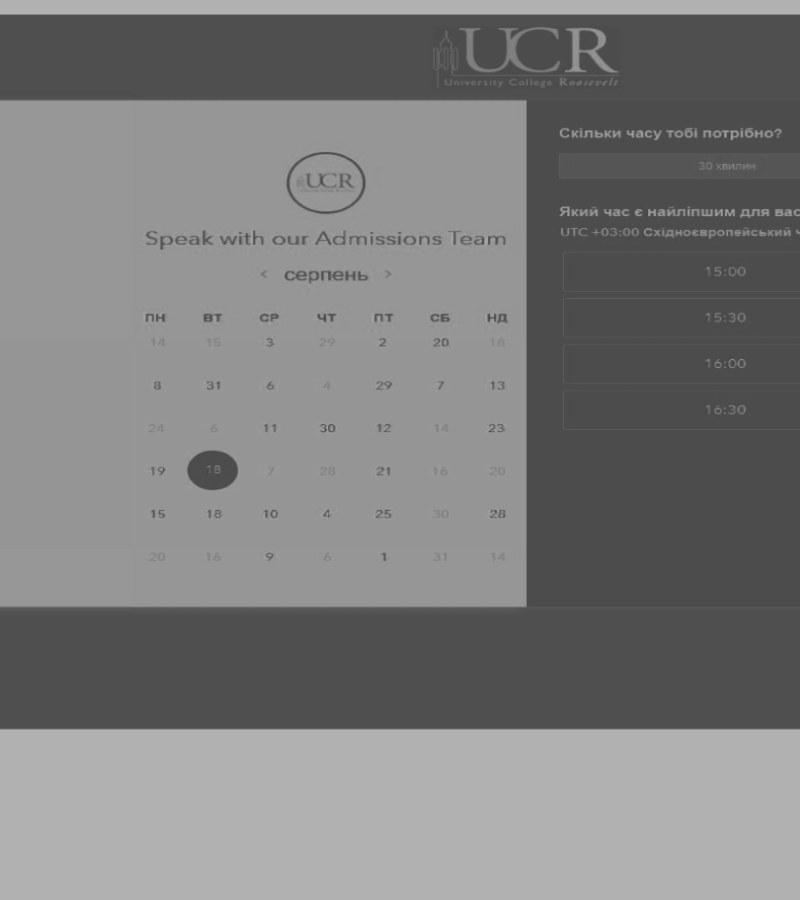 UCR
University College Roosevelt
UCR
Speak with our Admissions Team
‹ серпень ›
ПН ВТ СР ЧТ ПТ СБ НД
14 15 3 29 2 20 18
8 31 6 4 29 7 13
24 6 11 30 12 14 23
19 18 7 28 21 16 20
15 18 10 4 25 30 28
20 16 9 6 1 31 14
Скільки часу тобі потрібно?
30 хвилин
Який час є найліпшим для вас
UTC +03:00 Східноєвропейський
15:00
15:30
16:00
16:30